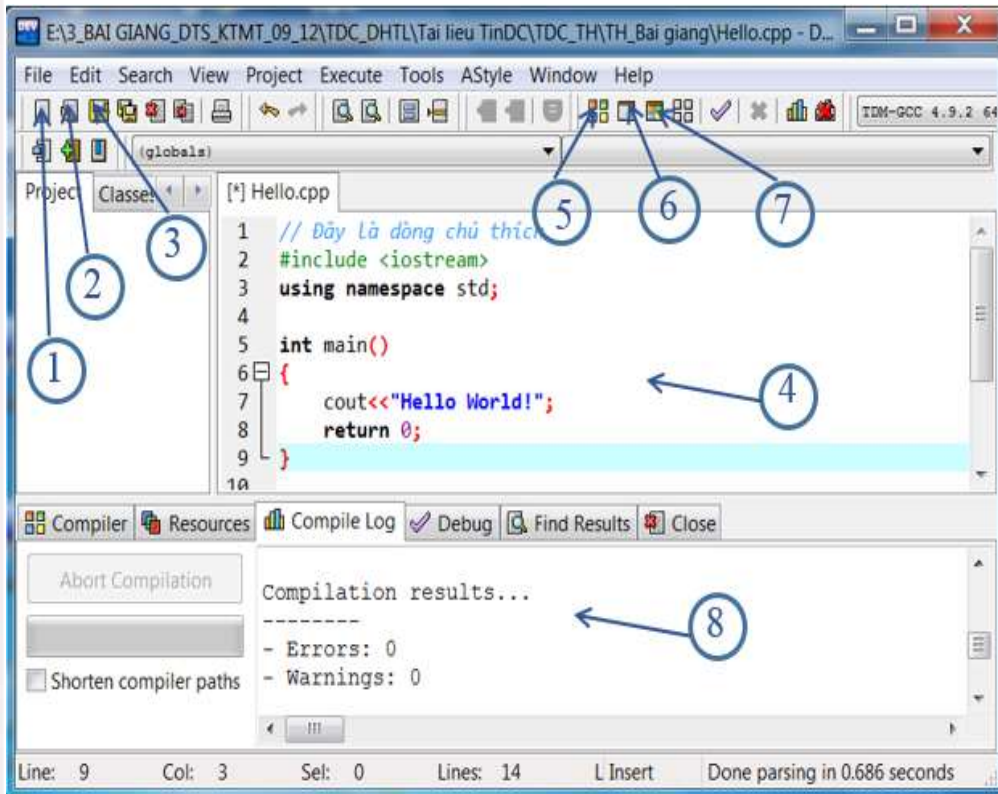 E:\3_BAI GIANG_DTS_KTMT_09_12\TDC_DHTL\Tai lieu TinDC\TDC_TH\TH_Bai giang\Hello.cpp - D...
File Edit Search View Project Execute Tools AStyle Window Help
TDM-GCC 4.9.2 64
(globals)
Project Classes
[*] Hello.cpp
1 // Đây là dòng chú thích
2 #include <iostream>
3 using namespace std;
4
5 int main()
6 {
7 cout<<"Hello World!";
8 return 0;
9 }
10
1
2
3
4
5
6
7
Compiler Resources Compile Log Debug Find Results Close
Abort Compilation
Shorten compiler paths
Compilation results...
--------
- Errors: 0
- Warnings: 0
8
Line: 9 Col: 3 Sel: 0 Lines: 14 Insert Done parsing in 0.686 seconds